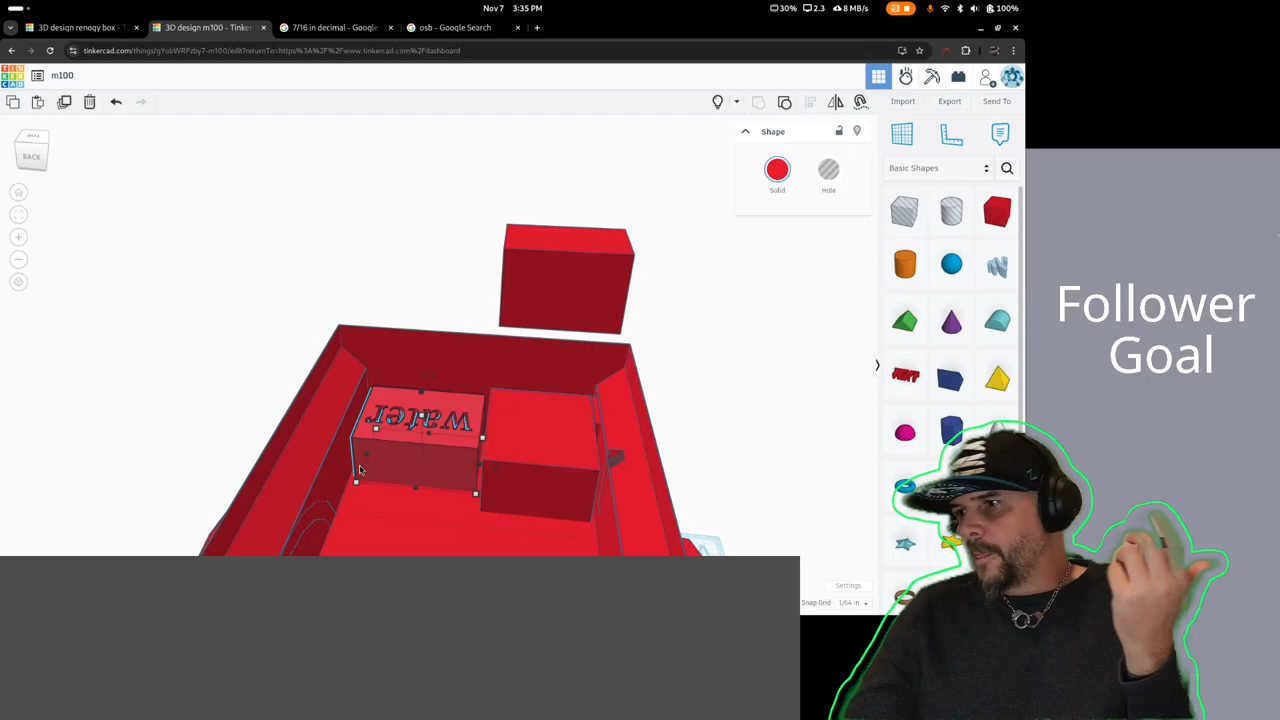 Nov 7 3:35 PM
30% 2.3 8 MB/s 100%
3D design renogy box - T
3D design m100 - Tinker
7/16 in decimal - Google
osb - Google Search
tinkercad.com/things/gYobWRFzby7-m100/edit?returnTo=https%3A%2F%2Fwww.tinkercad.com%2Fdashboard
TIN
KER
CAD
m100
Import Export Send To
Shape
Solid Hole
Basic Shapes
BACK
water
Settings
Snap Grid 1/64 in
Follower
Goal